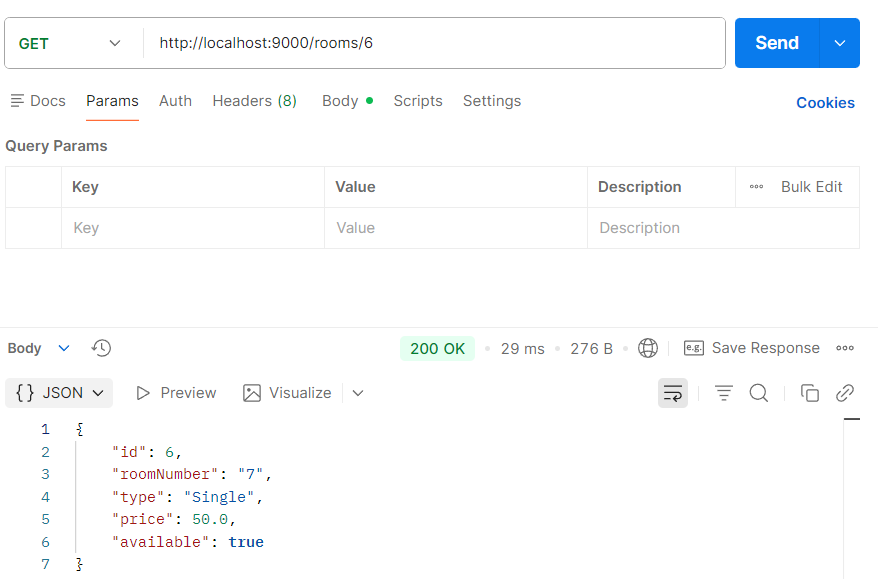 GET http://localhost:9000/rooms/6 Send
Docs Params Auth Headers (8) Body Scripts Settings Cookies
Query Params
Key Value Description Bulk Edit
Key Value Description
Body 200 OK 29 ms 276 B e.g. Save Response
{} JSON Preview Visualize
1 {
2 "id": 6,
3 "roomNumber": "7",
4 "type": "Single",
5 "price": 50.0,
6 "available": true
7 }